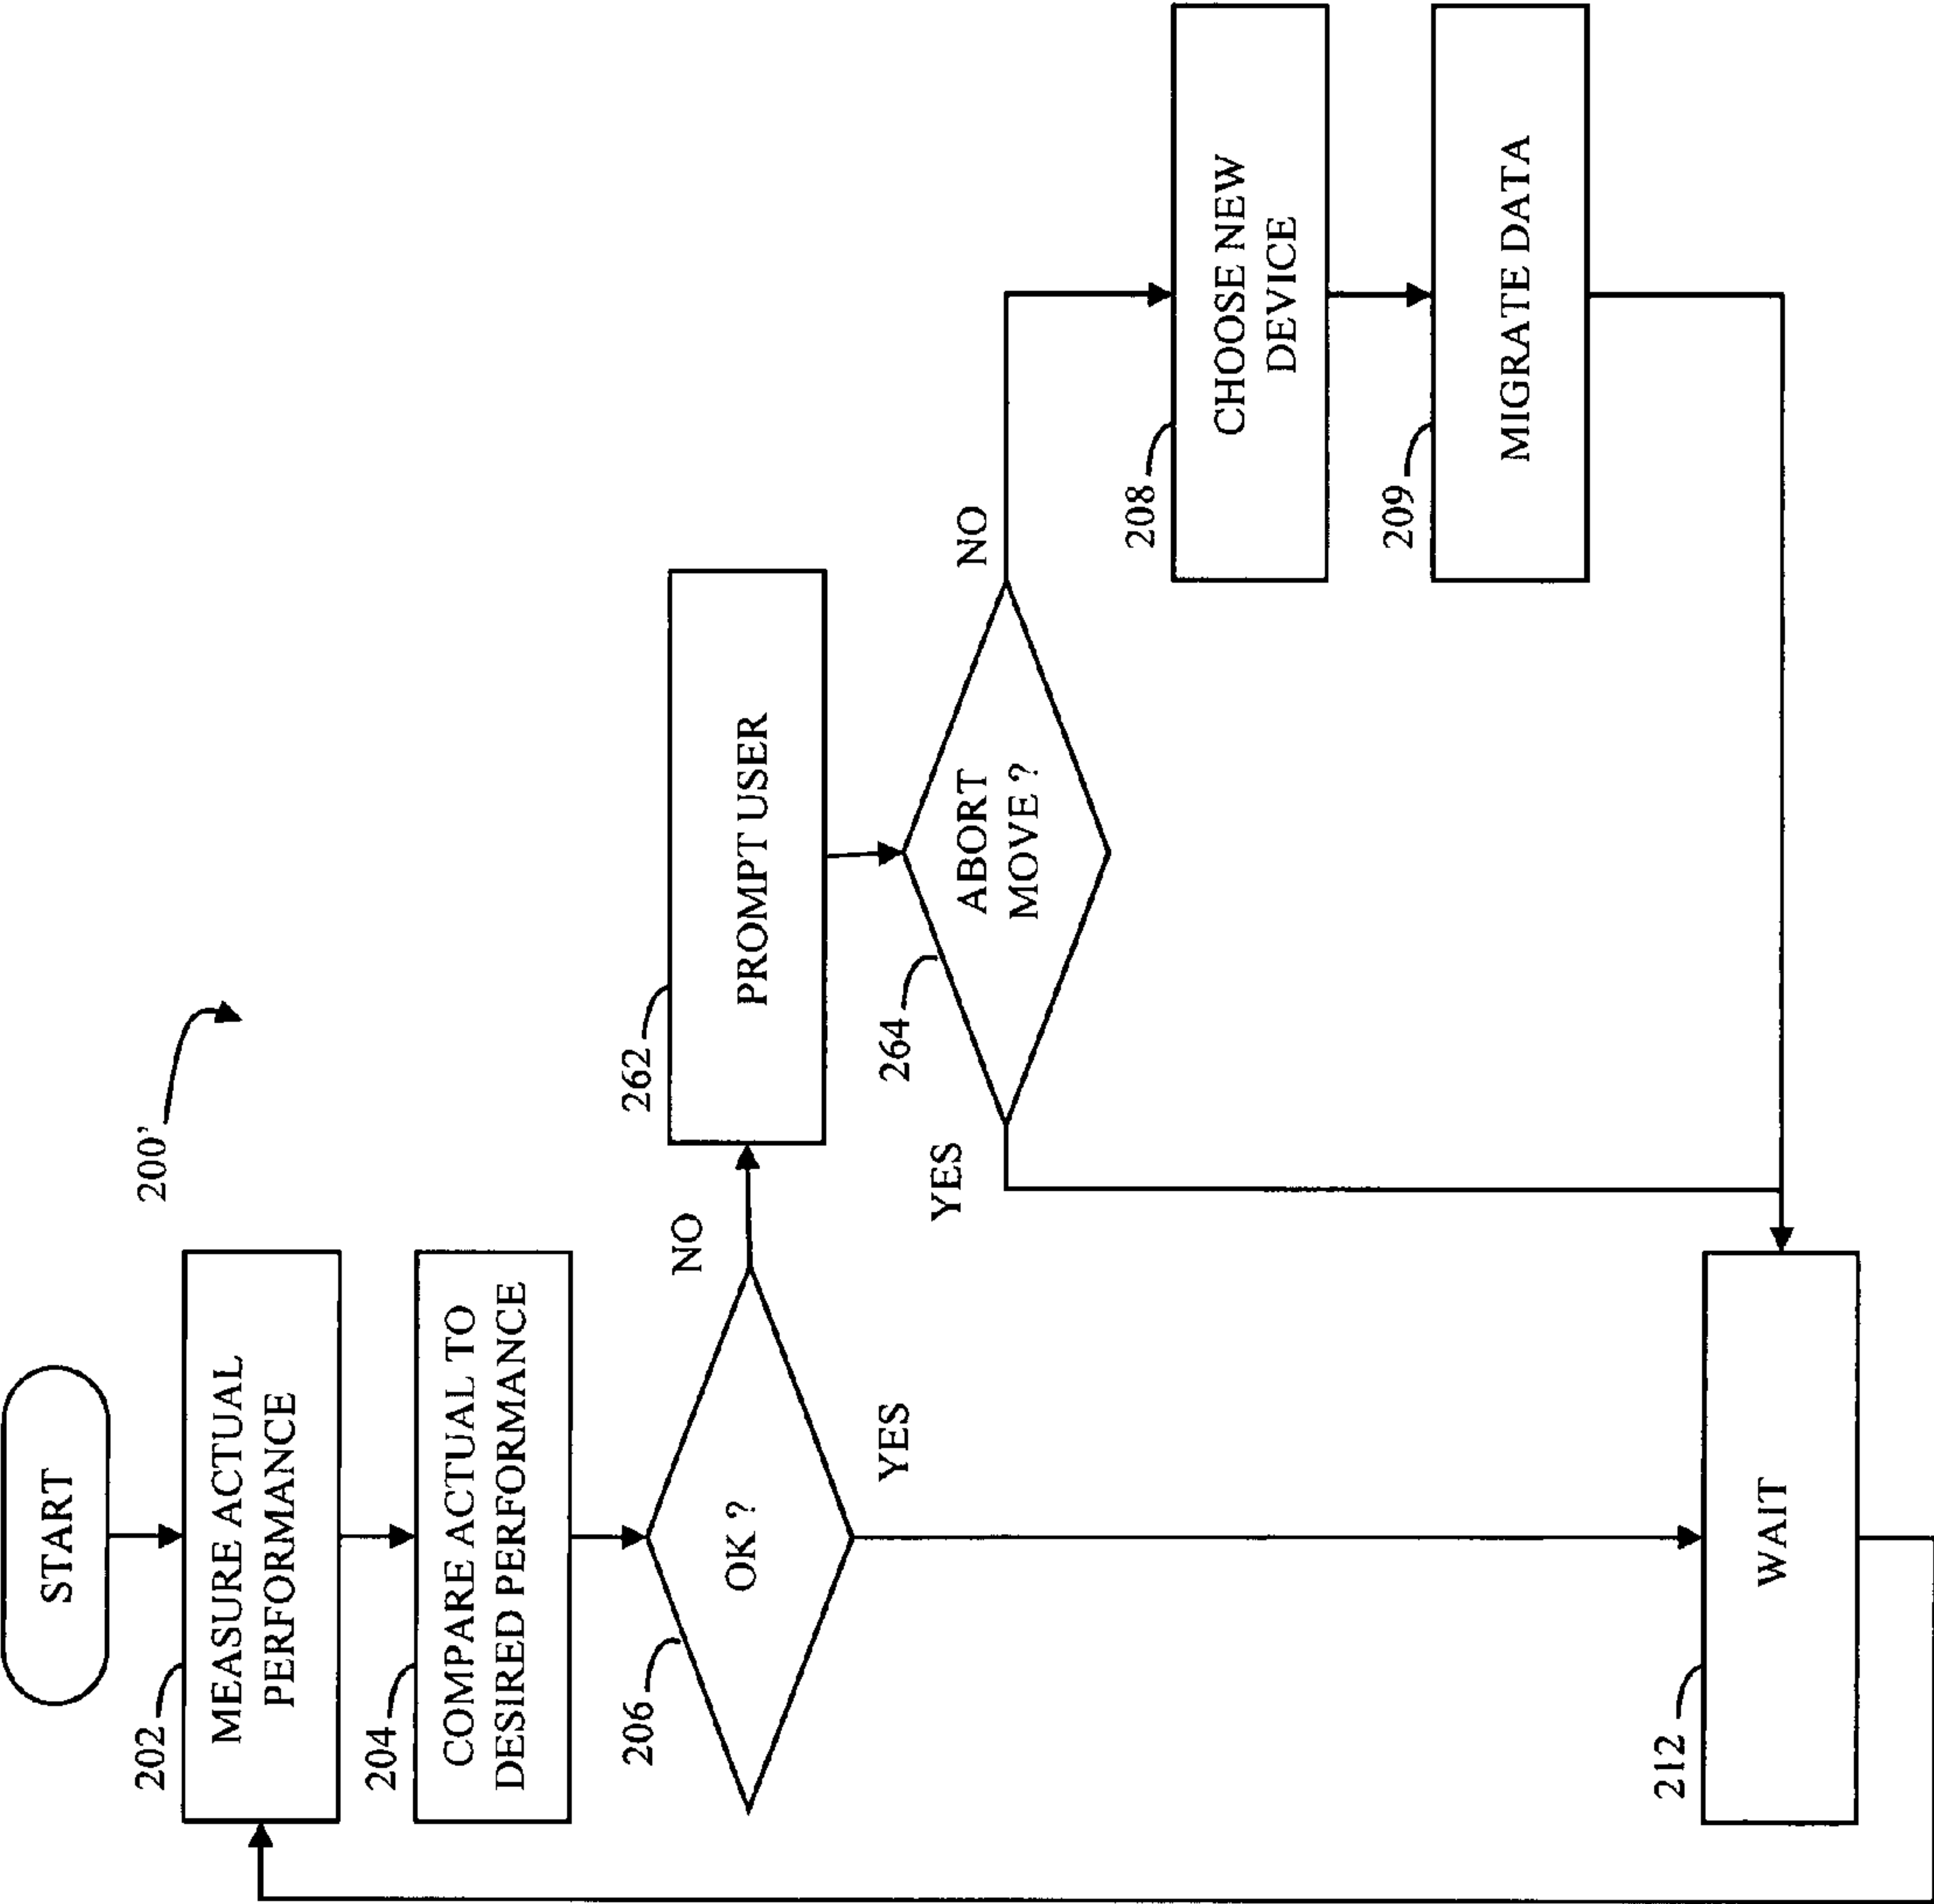 200’
START
202
MEASURE ACTUAL
PERFORMANCE
204
COMPARE ACTUAL TO
DESIRED PERFORMANCE
206
OK ?
NO
YES
262
PROMPT USER
264
ABORT
MOVE ?
YES
NO
208
CHOOSE NEW
DEVICE
209
MIGRATE DATA
212
WAIT